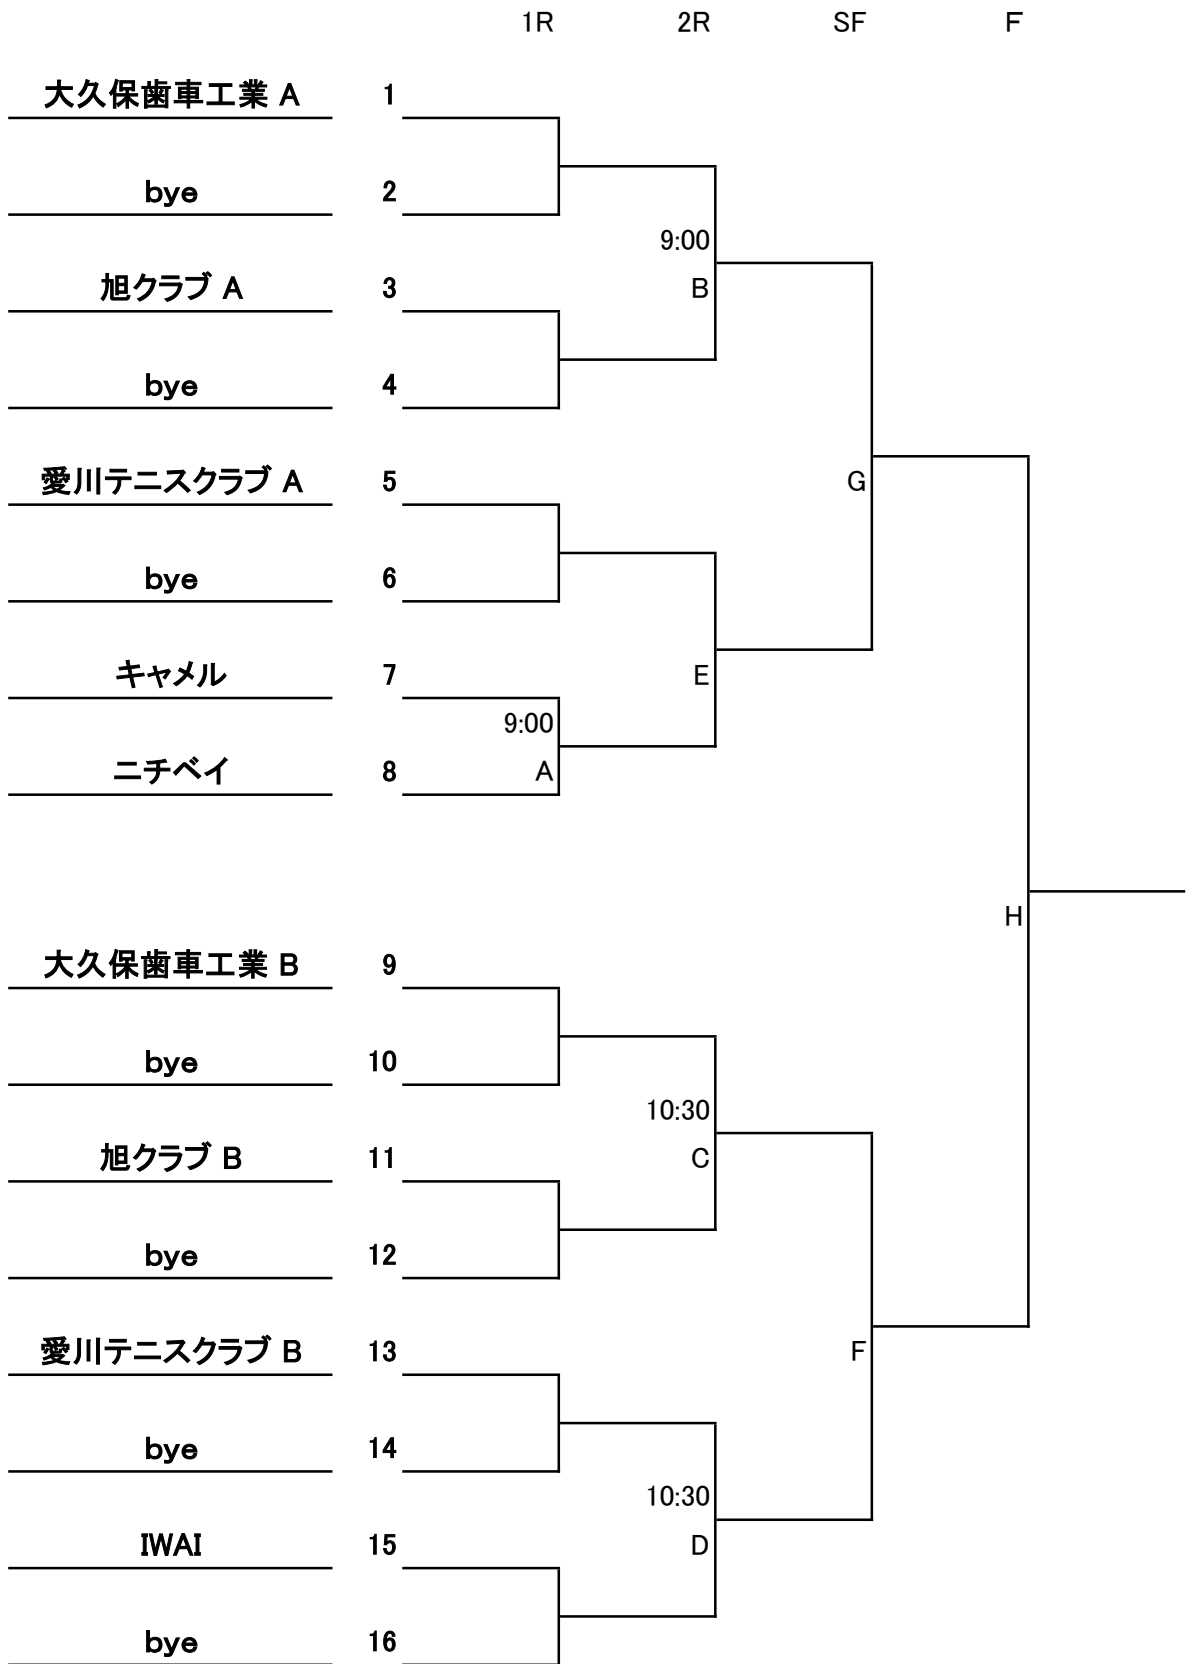 1R 2R SF F
大久保歯車工業 A 1
bye 2
9:00
旭クラブ A 3 B
bye 4
愛川テニスクラブ A 5 G
bye 6
キャメル 7 E
9:00
ニチベイ 8 A
H
大久保歯車工業 B 9
bye 10
10:30
旭クラブ B 11 C
bye 12
愛川テニスクラブ B 13 F
bye 14
10:30
IWAI 15 D
bye 16